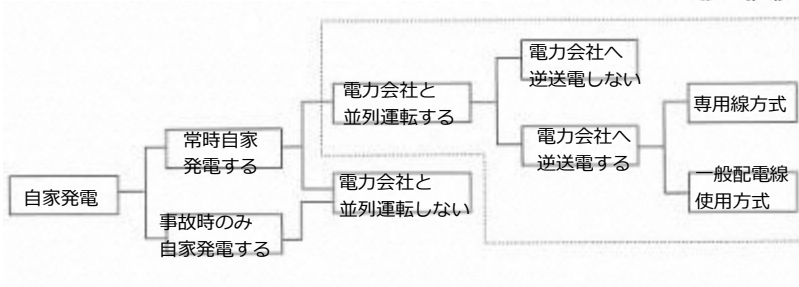 自家発電
常時自家
発電する
事故時のみ
自家発電する
電力会社と
並列運転する
電力会社と
並列運転しない
電力会社へ
逆送電しない
電力会社へ
逆送電する
専用線方式
一般配電線
使用方式